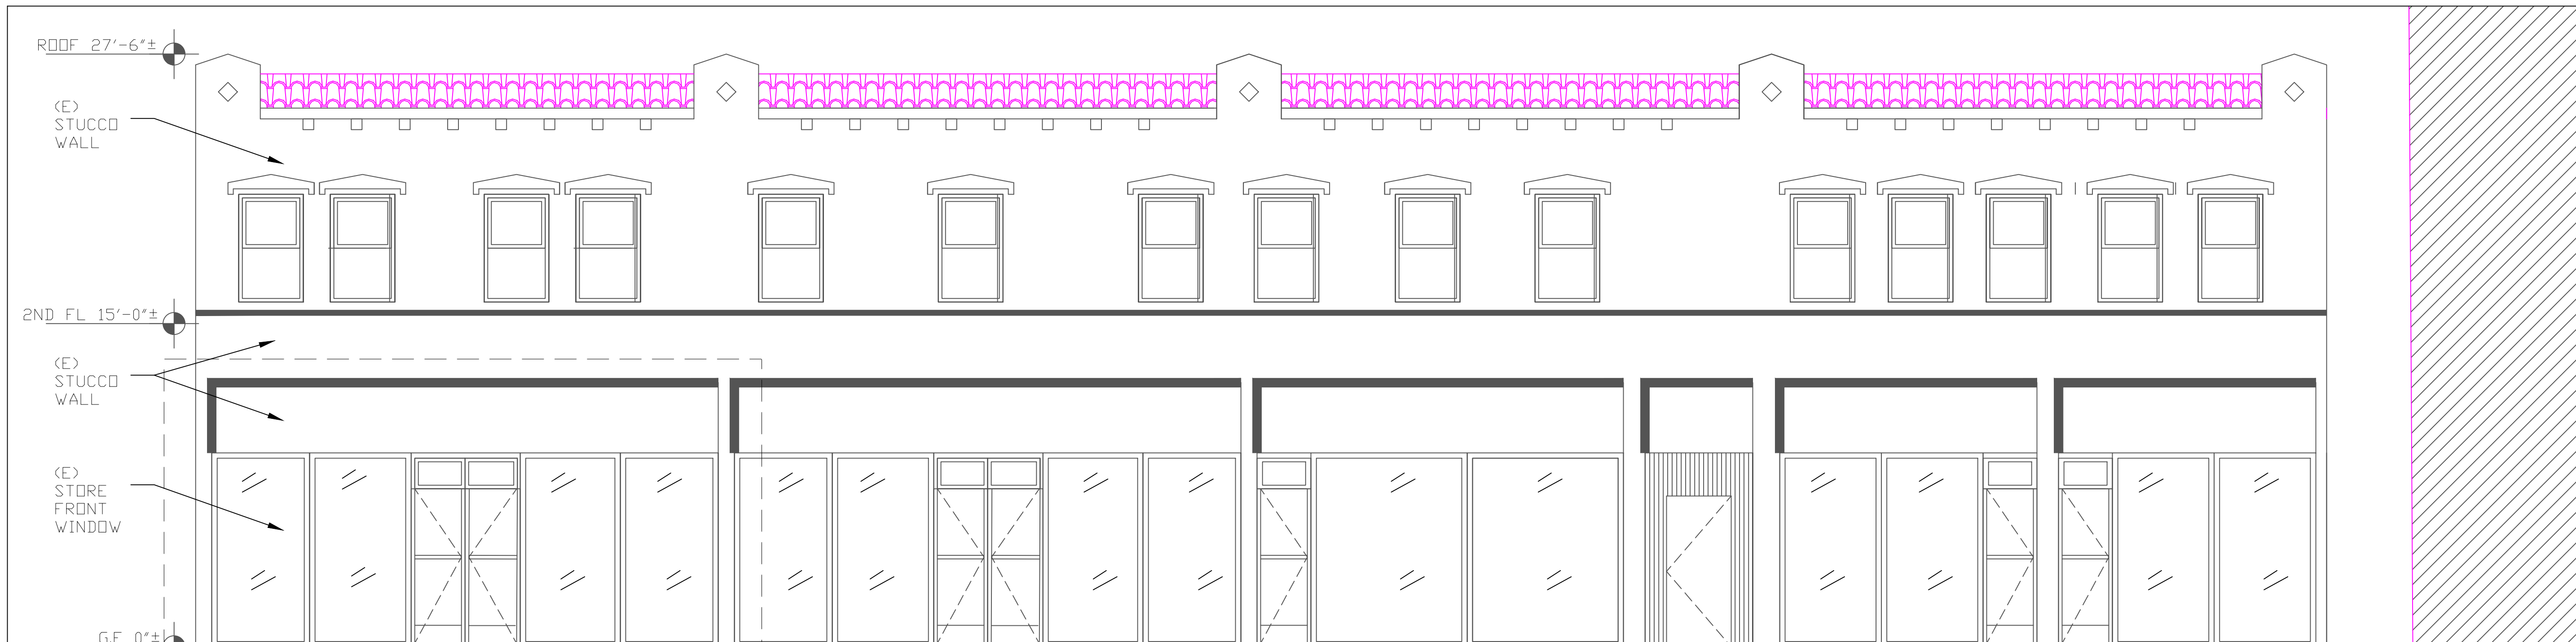 ROOF 27'-6"±
(E)
STUCCO
WALL
2ND FL 15'-0"±
(E)
STUCCO
WALL
(E)
STORE
FRONT
WINDOW
G.F 0"±